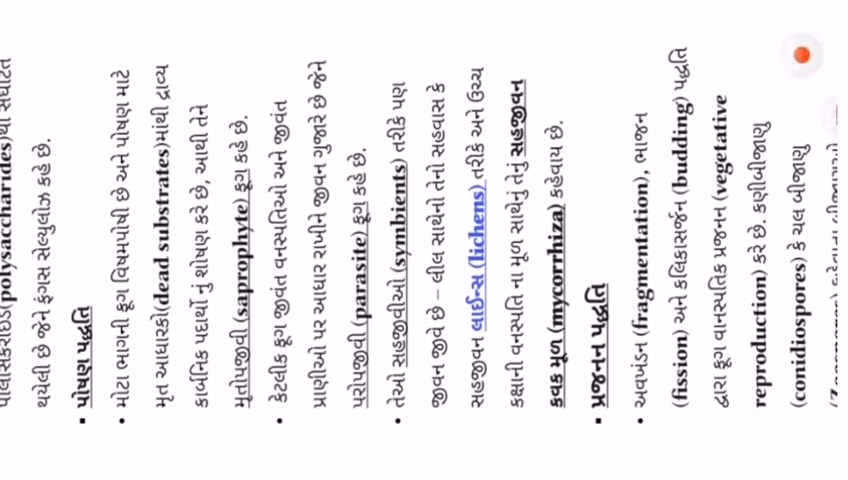 (polysaccharides)થી
થયેલી છે જેને ફંગસ સેલ્યુલોઝ કહે છે.
▪ પોષણ પદ્ધતિ
• મોટા ભાગની ફૂગ વિષમપોષી છે અને પોષણ માટે
મૃત આધારકો(dead substrates)માંથી દ્રાવ્ય
કાર્બનિક પદાર્થો નું શોષણ કરે છે, આથી તેને
મૃતોપજીવી (saprophyte) ફૂગ કહે છે.
• કેટલીક ફૂગ જીવંત વનસ્પતિઓ અને જીવંત
પ્રાણીઓ પર આધાર રાખીને જીવન ગુજારે છે જેને
પરોપજીવી (parasite) ફૂગ કહે છે.
• તેઓ સહજીવીઓ (symbients) તરીકે પણ
જીવન જીવે છે – લીલ સાથેનો તેનો સહવાસ કે
સહજીવન લાઈન્સ (lichens) તરીકે અને ઉચ્ચ
કક્ષાની વનસ્પતિ ના મૂળ સાથેનું તેનું સહજીવન
કવક મૂળ (mycorrhiza) કહેવાય છે.
▪ પ્રજનન પદ્ધતિ
• અવખંડન (fragmentation), ભાજન
(fission) અને કલિકાસર્જન (budding) પદ્ધતિ
દ્વારા ફૂગ વાનસ્પતિક પ્રજનન (vegetative
reproduction) કરે છે. કણીબીજાણુ
(conidiospores) કે ચલ બીજાણુ